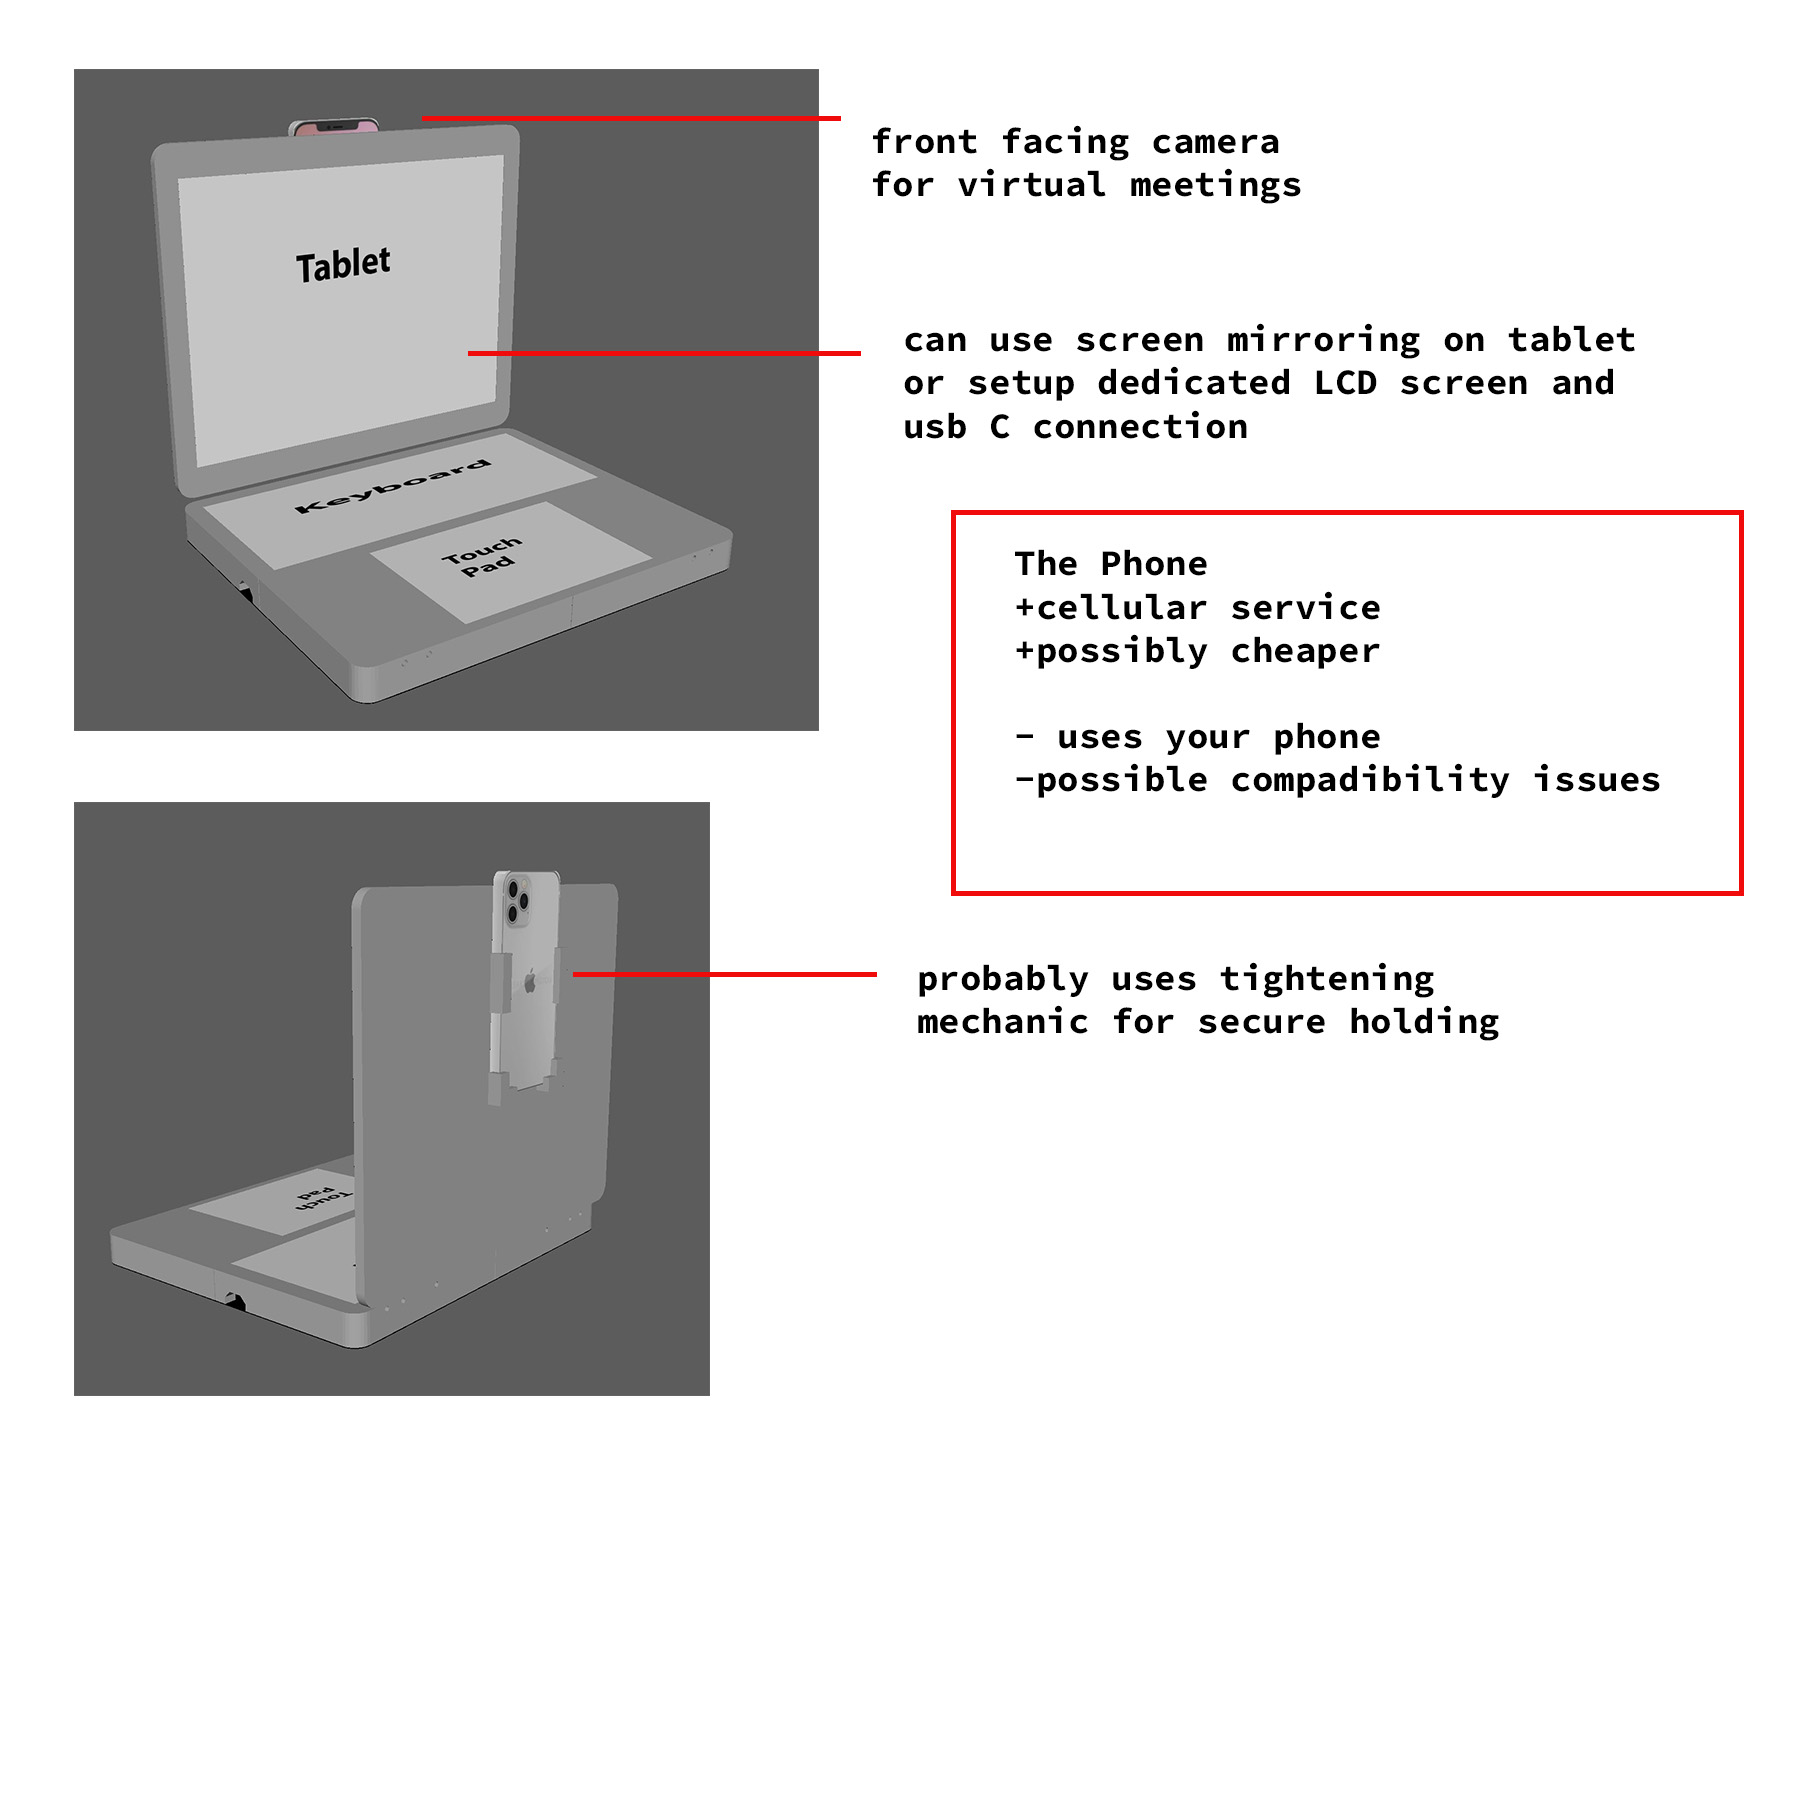 front facing camera
for virtual meetings
Tablet
can use screen mirroring on tablet
or setup dedicated LCD screen and
usb C connection
Keyboard
Touch
Pad
The Phone
+cellular service
+possibly cheaper
- uses your phone
-possible compadibility issues
probably uses tightening
mechanic for secure holding
Touch
Pad